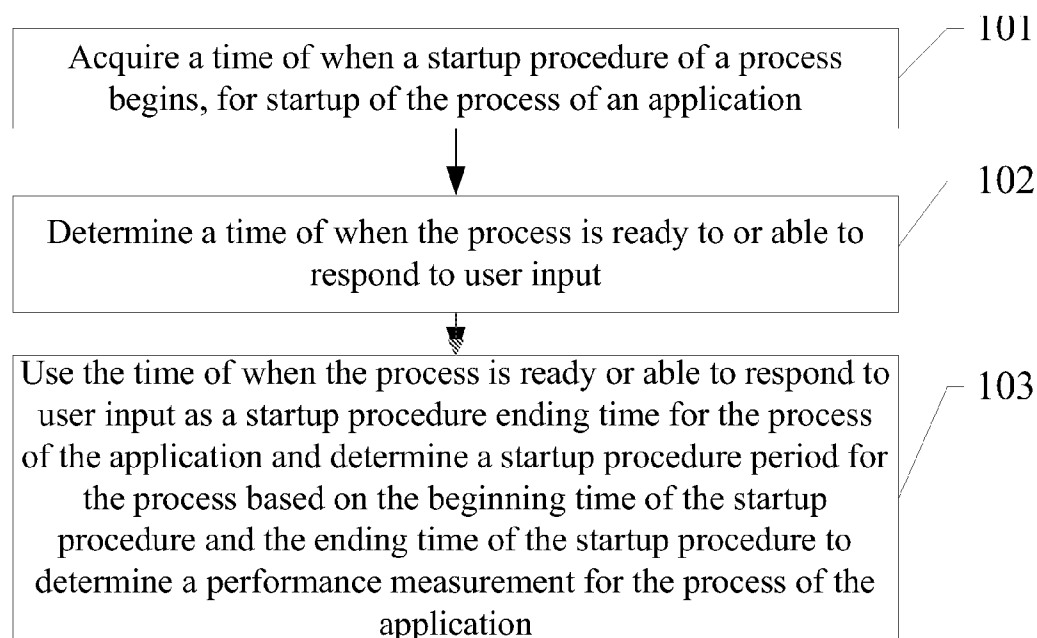 101
Acquire a time of when a startup procedure of a process
begins, for startup of the process of an application
102
Determine a time of when the process is ready to or able to
respond to user input
Use the time of when the process is ready or able to respond to
user input as a startup procedure ending time for the process
of the application and determine a startup procedure period for
the process based on the beginning time of the startup
procedure and the ending time of the startup procedure to
determine a performance measurement for the process of the
application
103